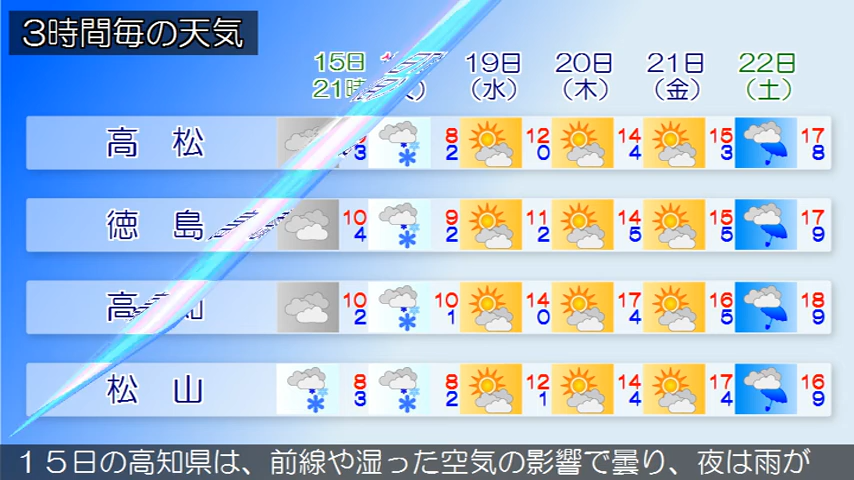 3時間毎の天気
15日 19日 20日 21日 22日
21時 (水) (木) (金) (土)
高松 3 8 2 12 0 14 4 15 3 17 8
徳島 10 4 9 2 11 2 14 5 15 5 17 9
高知 10 2 10 1 14 0 17 4 16 5 18 9
松山 8 3 8 2 12 1 14 4 17 4 16 9
１５日の高知県は、前線や湿った空気の影響で曇り、夜は雨が